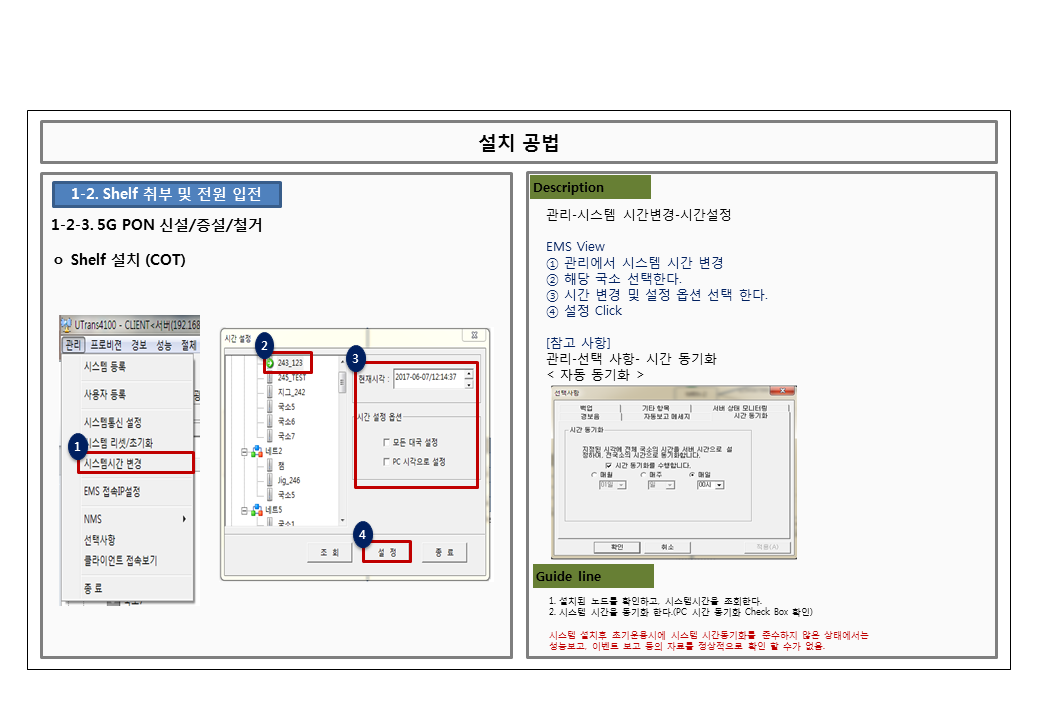 설치 공법
1-2. Shelf 취부 및 전원 입전
1-2-3. 5G PON 신설/증설/철거
ㅇ Shelf 설치 (COT)
UTrans4100 - CLIENT<서버(192.168
관리 프로비젼 경보 성능 절체
시스템 등록
사용자 등록
시스템통신 설정
시스템 리셋/초기화
1
시스템시간 변경
EMS 접속IP설정
NMS
선택사항
클라이언트 접속보기
종 료
시간 설정
2
243_123
245_TEST
지그_242
국소5
국소6
국소7
네트2
챔
Jig_246
국소5
네트5
국소1
3
현재시각 : 2017-06-07/12:14:37
시간 설정 옵션
모든 대국 설정
PC 시각으로 설정
4
조 회 설 정 종 료
Description
관리-시스템 시간변경-시간설정
EMS View
① 관리에서 시스템 시간 변경
② 해당 국소 선택한다.
③ 시간 변경 및 설정 옵션 선택 한다.
④ 설정 Click
[참고 사항]
관리-선택 사항- 시간 동기화
< 자동 동기화 >
선택사항
백업 기타 항목 서버 상태 모니터링
경보음 자동보고 메세지 시간 동기화
시간 동기화
지정된 시간에 전체 국소의 시간을 서버 시간으로 설
정하여, 전국소의 시간으로 동기화합니다.
시간 동기화를 수행합니다.
매월 매주 매일
01일 일 00시
확인 취소 적용(A)
Guide line
1. 설치된 노드를 확인하고, 시스템시간을 조회한다.
2. 시스템 시간을 동기화 한다.(PC 시간 동기화 Check Box 확인)
시스템 설치후 초기운용시에 시스템 시간동기화를 준수하지 않은 상태에서는
성능보고, 이벤트 보고 등의 자료를 정상적으로 확인 할 수가 없음.